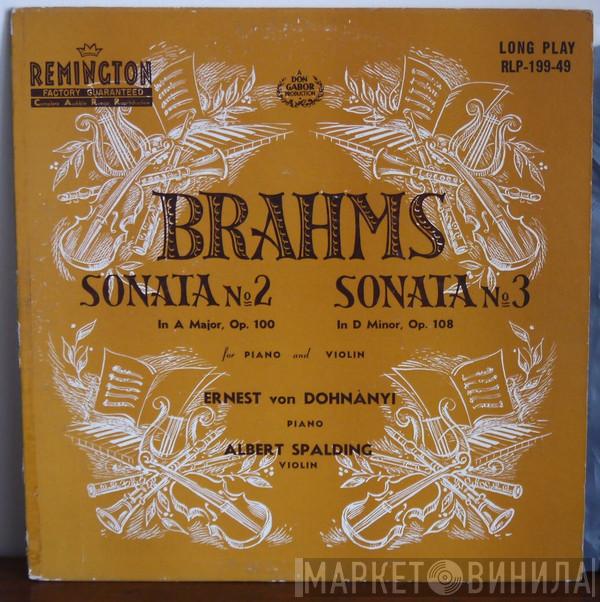 REMINGTON
FACTORY GUARANTEED
Complete Audible Range Reproduction
A
DON
GABOR
PRODUCTION
LONG PLAY
RLP-199-49
BRAHMS
SONATA No 2
In A Major, Op. 100
SONATA No 3
In D Minor, Op. 108
for PIANO and VIOLIN
ERNEST von DOHNÀNYI
PIANO
ALBERT SPALDING
VIOLIN
МАРКЕТ ВИНИЛА